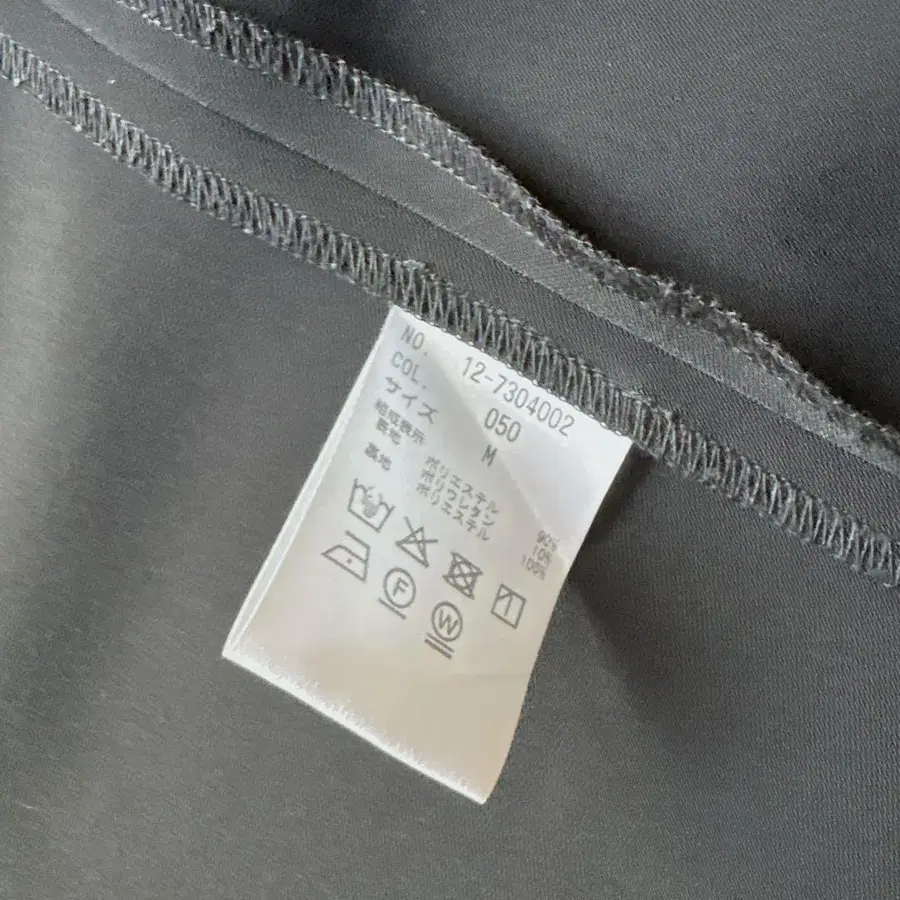 NO. 12-7304002
COL. 050
サイズ M
組成表示
表地 ポリエステル 90%
ポリウレタン 10%
裏地 ポリエステル 100%
F
W